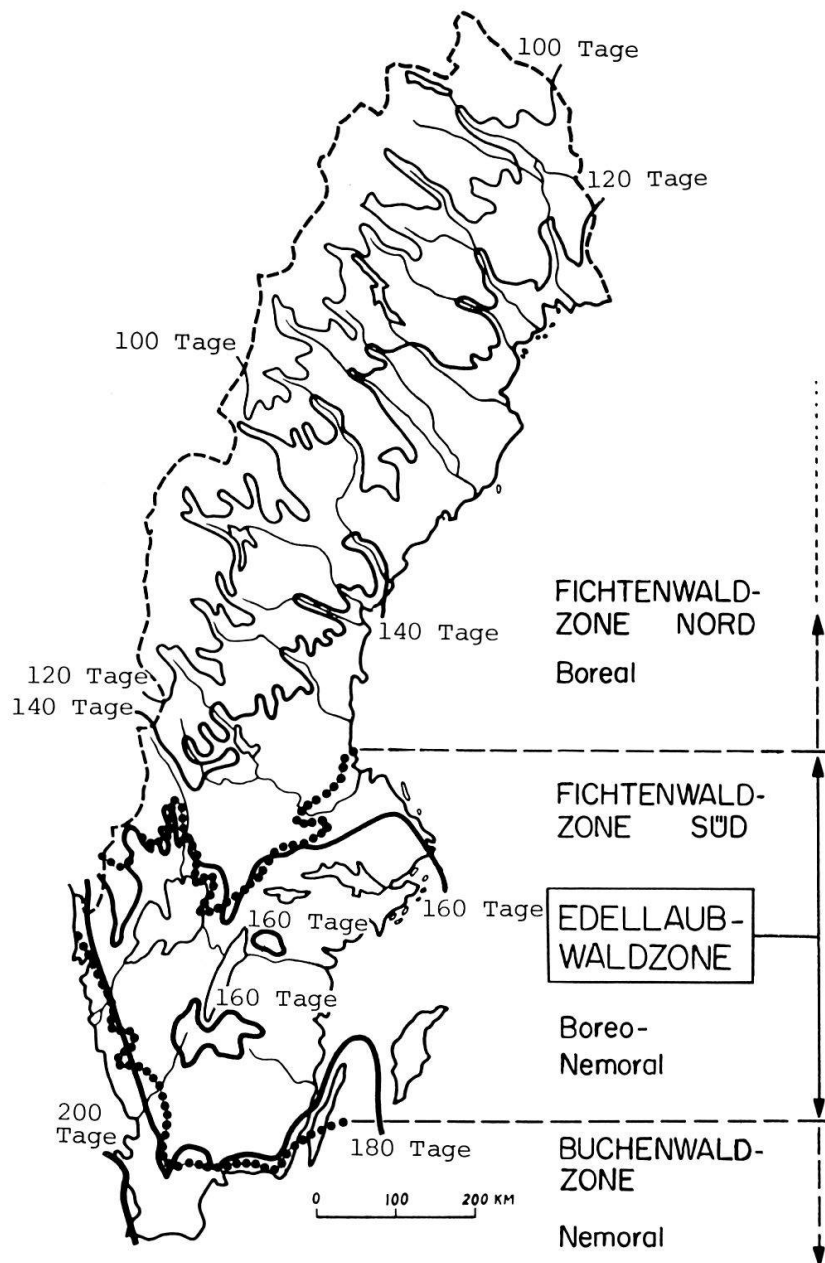 100 Tage
120 Tage
100 Tage
FICHTENWALD-
ZONE NORD
140 Tage
Boreal
120 Tage
140 Tage
FICHTENWALD-
ZONE SÜD
160 Tage
160 Tage
EDELLAUB-
WALDZONE
160 Tage
Boreo-
Nemoral
200
Tage
180 Tage
BUCHENWALD-
ZONE
0 100 200 KM
Nemoral